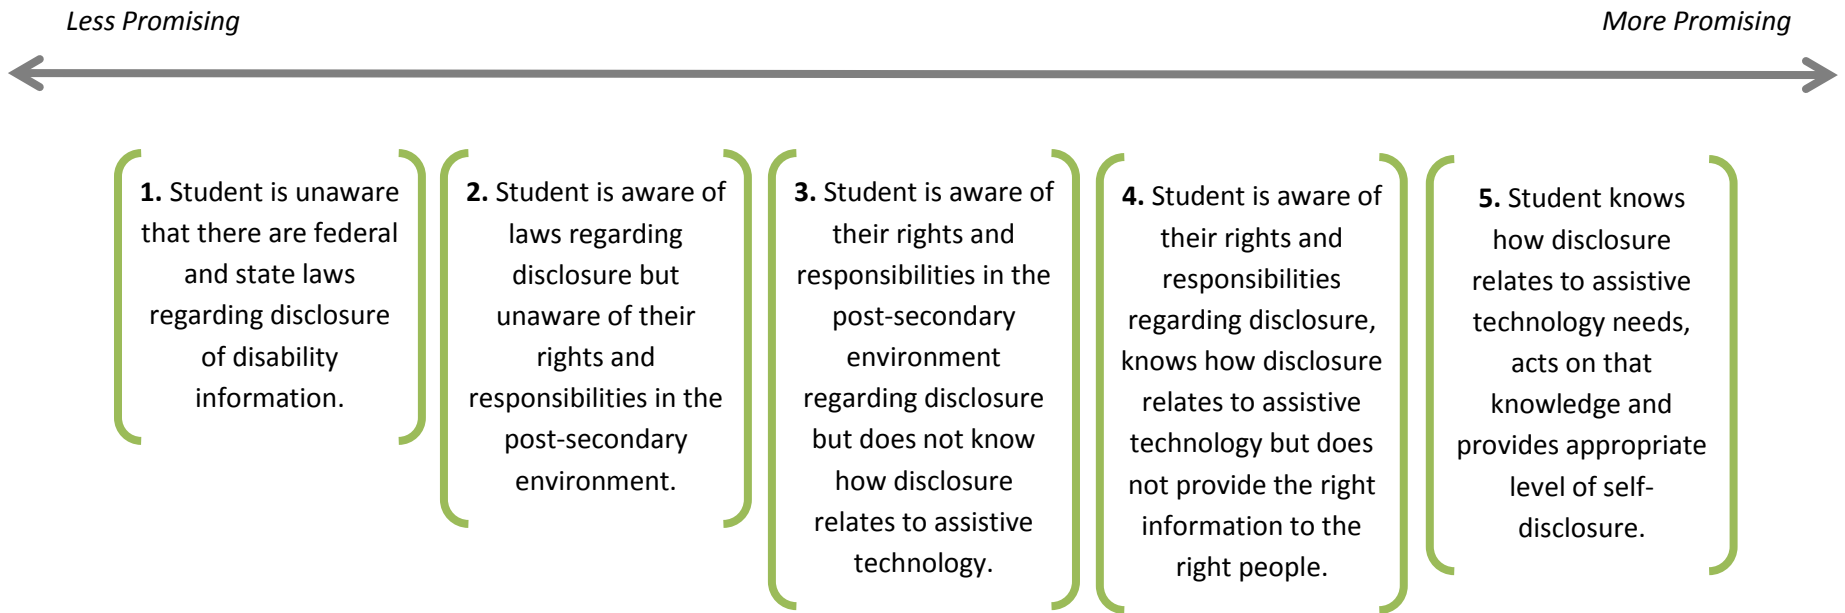 Less Promising
More Promising
1. Student is unaware
that there are federal
and state laws
regarding disclosure
of disability
information.
2. Student is aware of
laws regarding
disclosure but
unaware of their
rights and
responsibilities in the
post-secondary
environment.
3. Student is aware of
their rights and
responsibilities in the
post-secondary
environment
regarding disclosure
but does not know
how disclosure
relates to assistive
technology.
4. Student is aware of
their rights and
responsibilities
regarding disclosure,
knows how disclosure
relates to assistive
technology but does
not provide the right
information to the
right people.
5. Student knows
how disclosure
relates to assistive
technology needs,
acts on that
knowledge and
provides appropriate
level of self-
disclosure.